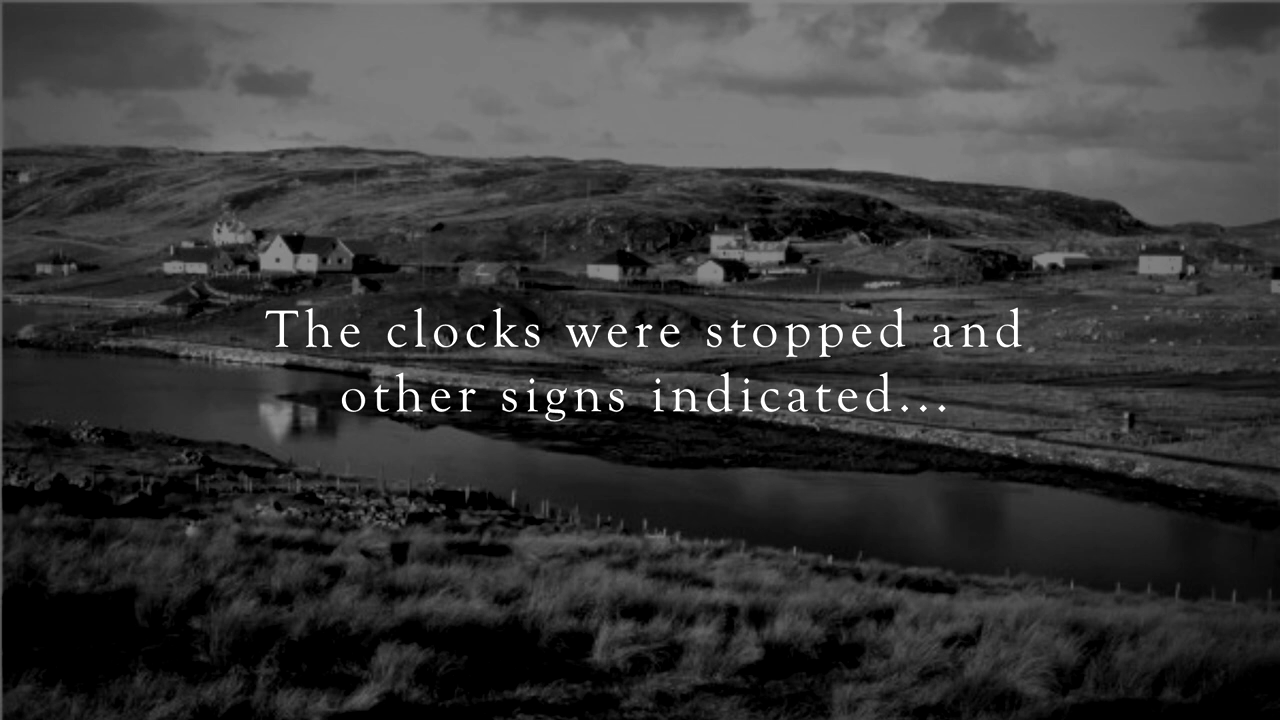 The clocks were stopped and
other signs indicated...